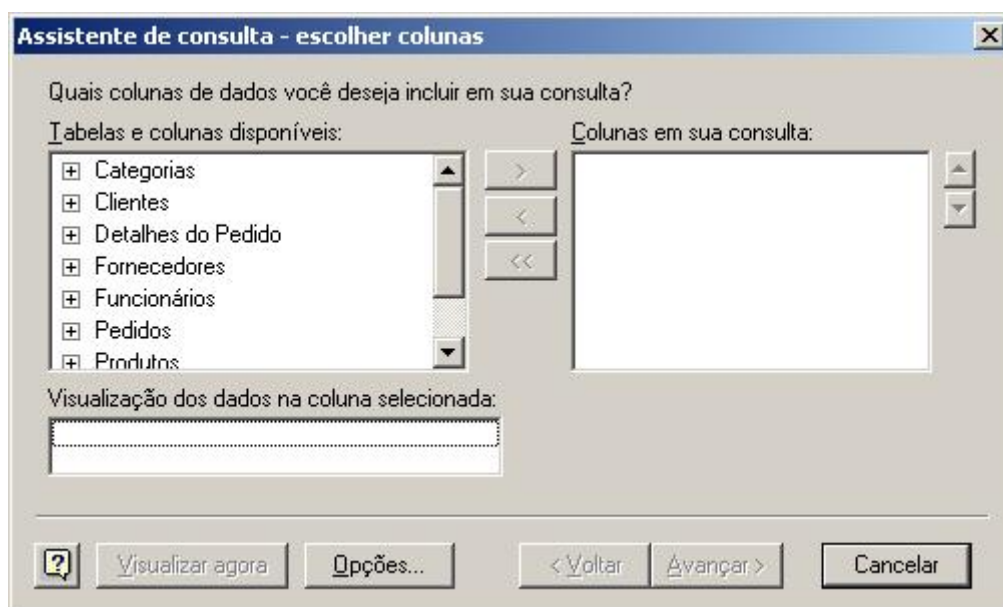 Assistente de consulta - escolher colunas
Quais colunas de dados você deseja incluir em sua consulta?
Tabelas e colunas disponíveis:
Colunas em sua consulta:
Categorias
Clientes
Detalhes do Pedido
Fornecedores
Funcionários
Pedidos
Produtos
>
<
<<
Visualização dos dados na coluna selecionada:
?
Visualizar agora
Opções...
< Voltar
Avançar >
Cancelar